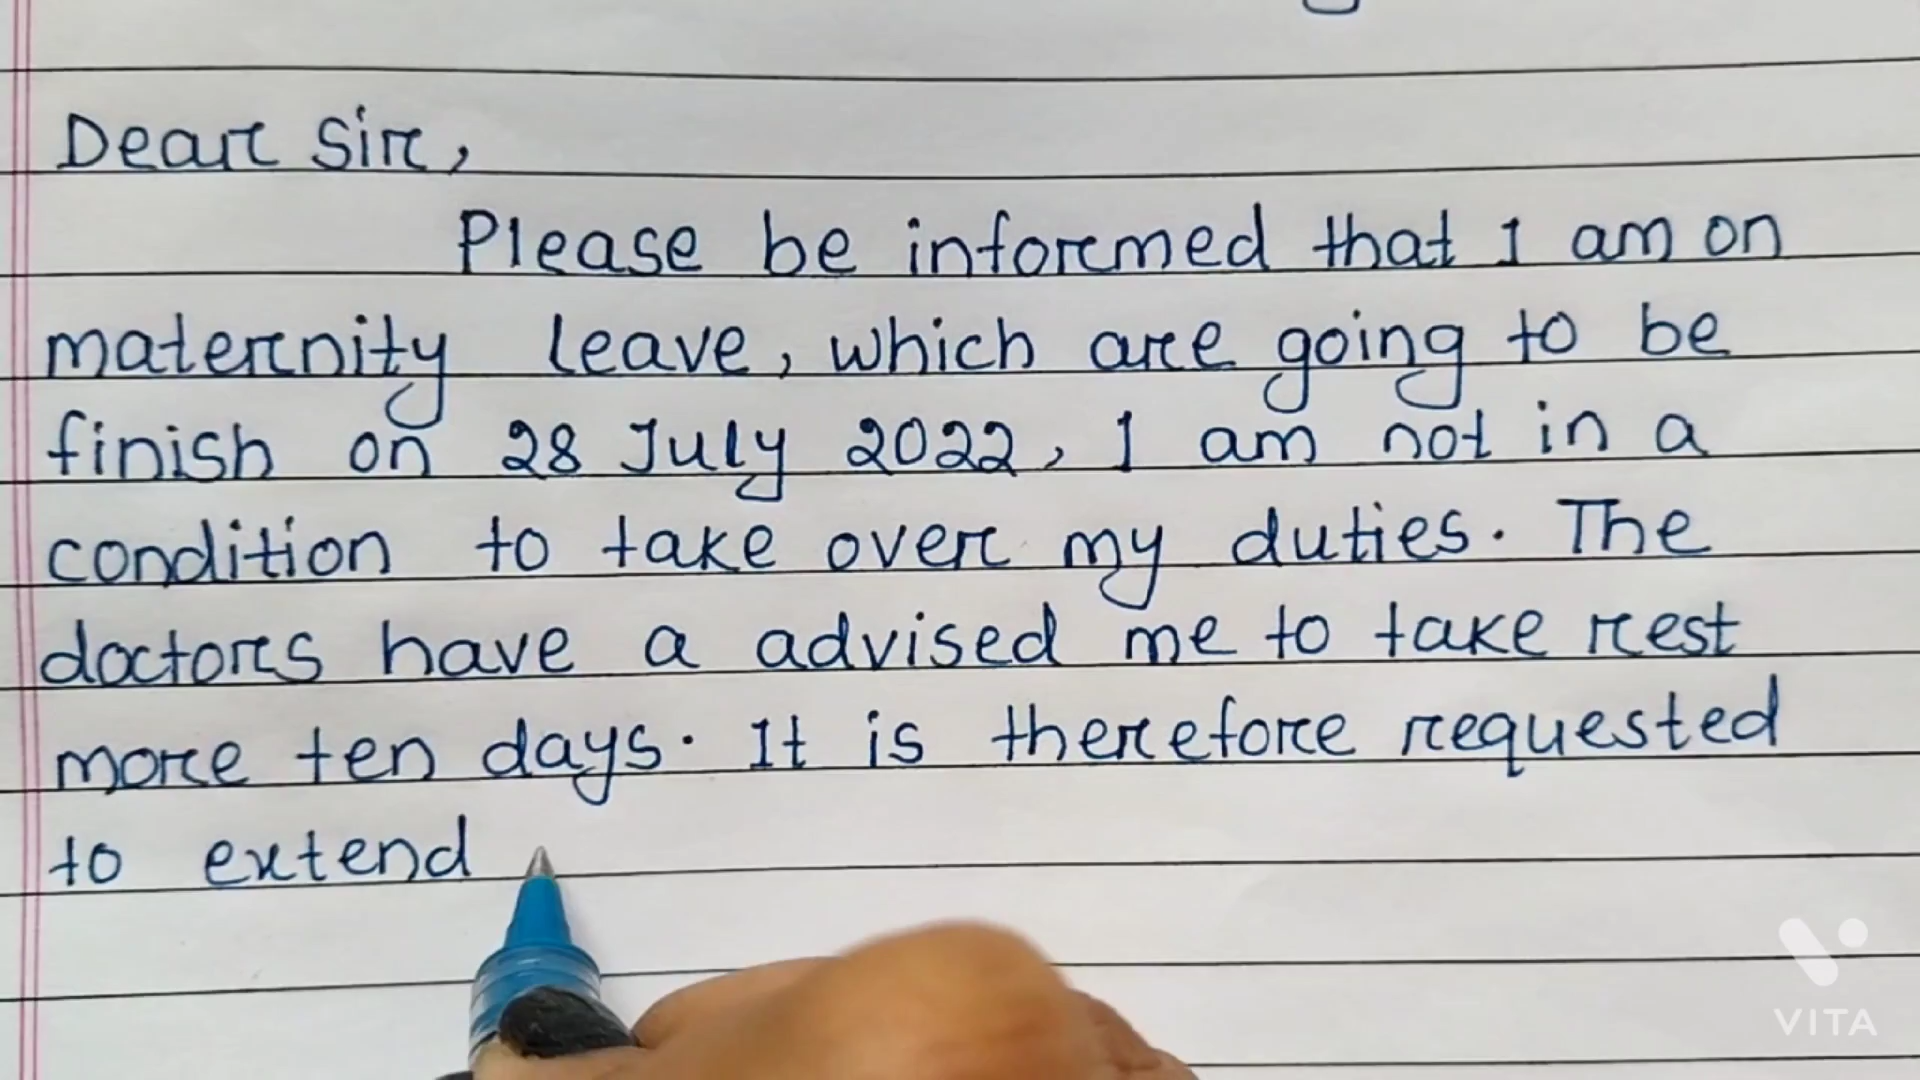 Dear Sir,
Please be informed that I am on
maternity leave, which are going to be
finish on 28 July 2022, I am not in a
condition to take over my duties. The
doctors have a advised me to take rest
more ten days. It is therefore requested
to extend
VITA